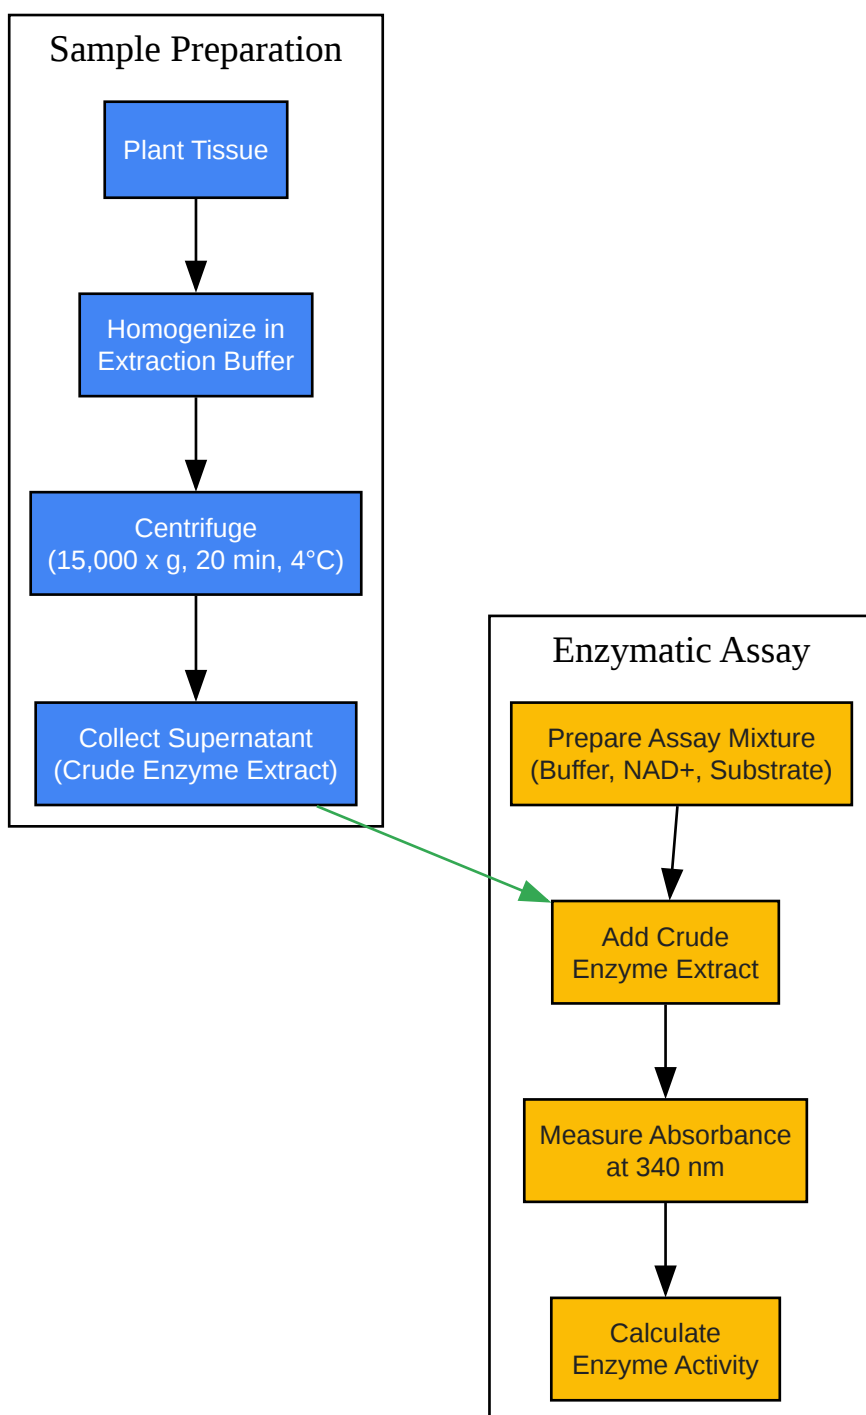 Sample Preparation
Plant Tissue
Homogenize in
Extraction Buffer
Centrifuge
(15,000 x g, 20 min, 4°C)
Collect Supernatant
(Crude Enzyme Extract)
Enzymatic Assay
Prepare Assay Mixture
(Buffer, NAD+, Substrate)
Add Crude
Enzyme Extract
Measure Absorbance
at 340 nm
Calculate
Enzyme Activity